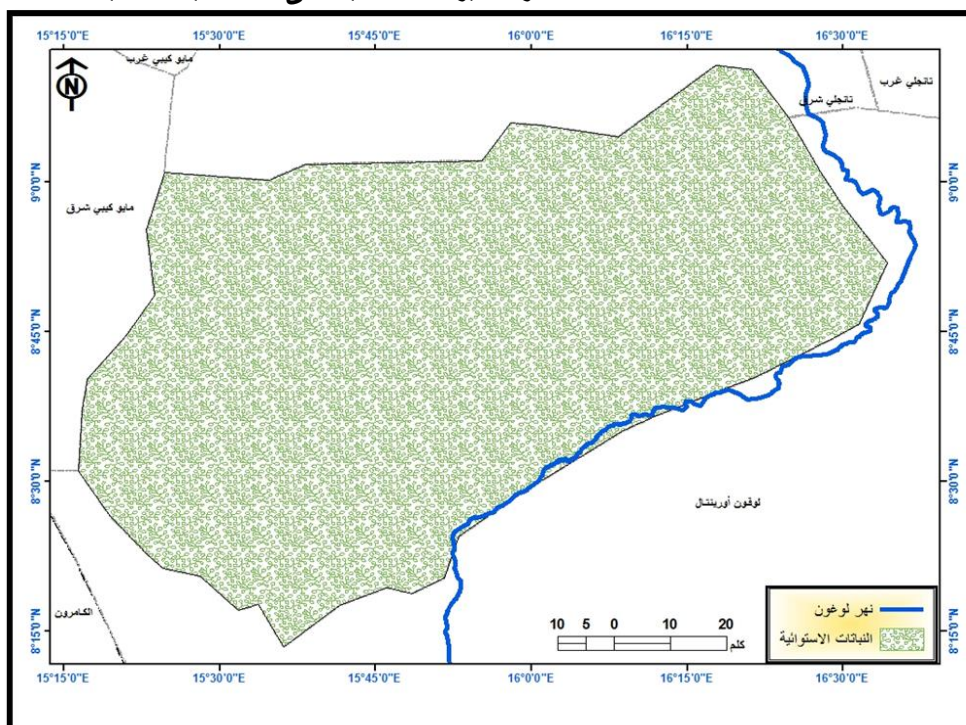 15°15'0"E 15°30'0"E 15°45'0"E 16°0'0"E 16°15'0"E 16°30'0"E
مايو كيبي غرب
N
تانجلي غرب
تانجلي شرق
9°0'0"N 9°0'0"N
مايو كيبي شرق
8°45'0"N 8°45'0"N
8°30'0"N 8°30'0"N
لوقون أورينتال
الكامرون
نهر لوغون
10 5 0 10 20
النباتات الاستوائية
كلم
8°15'0"N 8°15'0"N
15°15'0"E 15°30'0"E 15°45'0"E 16°0'0"E 16°15'0"E 16°30'0"E